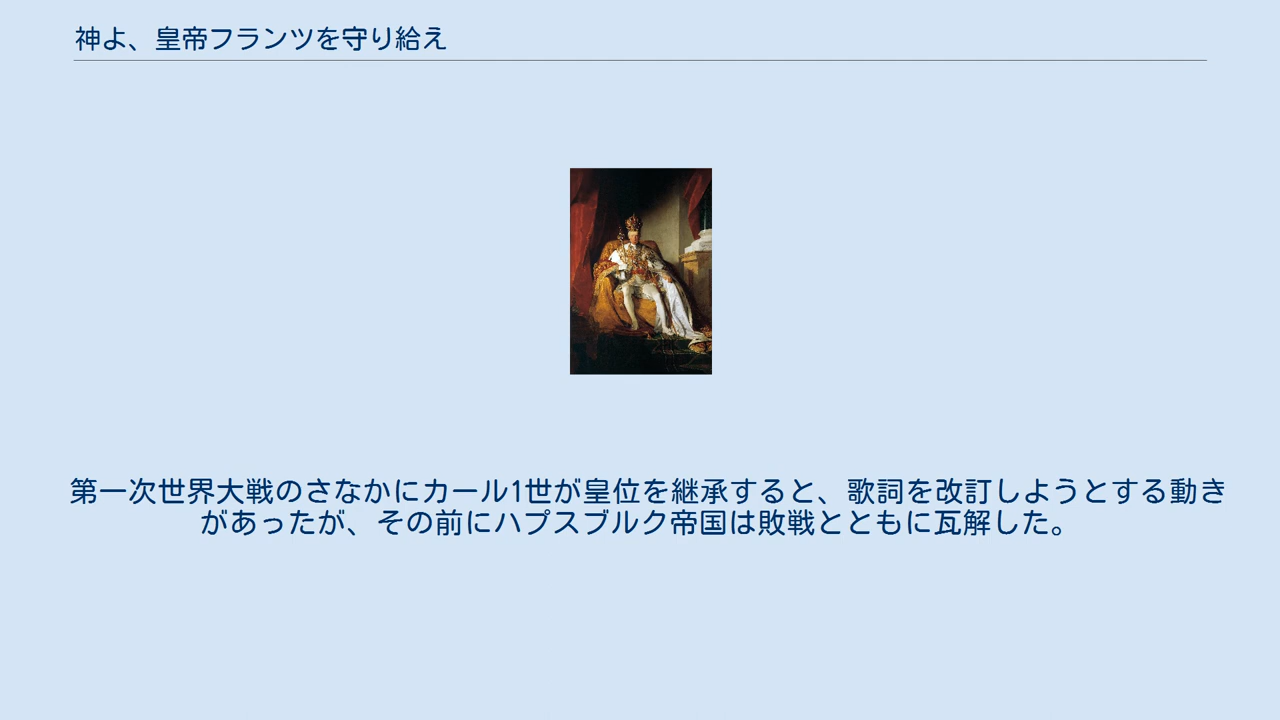 神よ、皇帝フランツを守り給え
第一次世界大戦のさなかにカール1世が皇位を継承すると、歌詞を改訂しようとする動き
があったが、その前にハプスブルク帝国は敗戦とともに瓦解した。